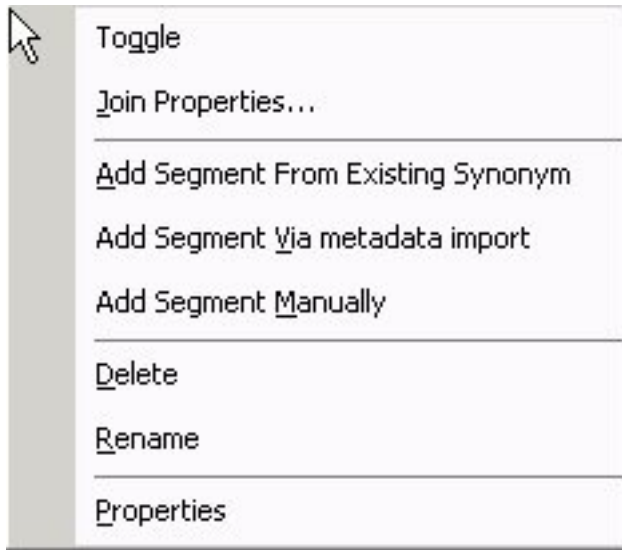 Toggle
Join Properties...
Add Segment From Existing Synonym
Add Segment Via metadata import
Add Segment Manually
Delete
Rename
Properties